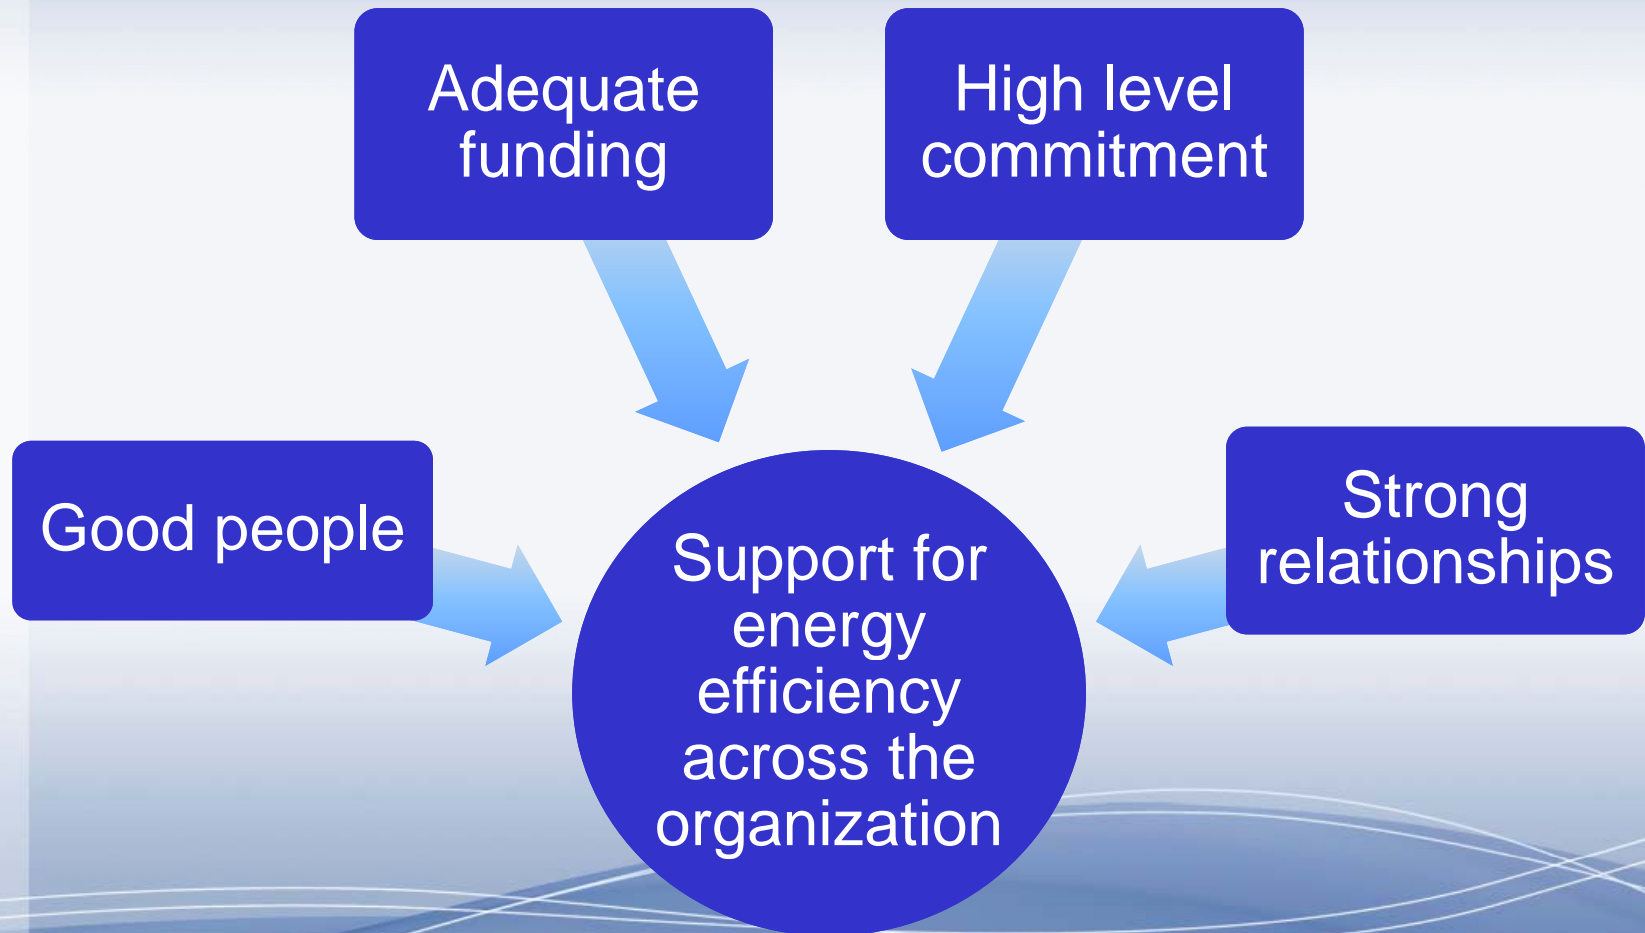 Adequate
funding
High level
commitment
Good people
Strong
relationships
Support for
energy
efficiency
across the
organization